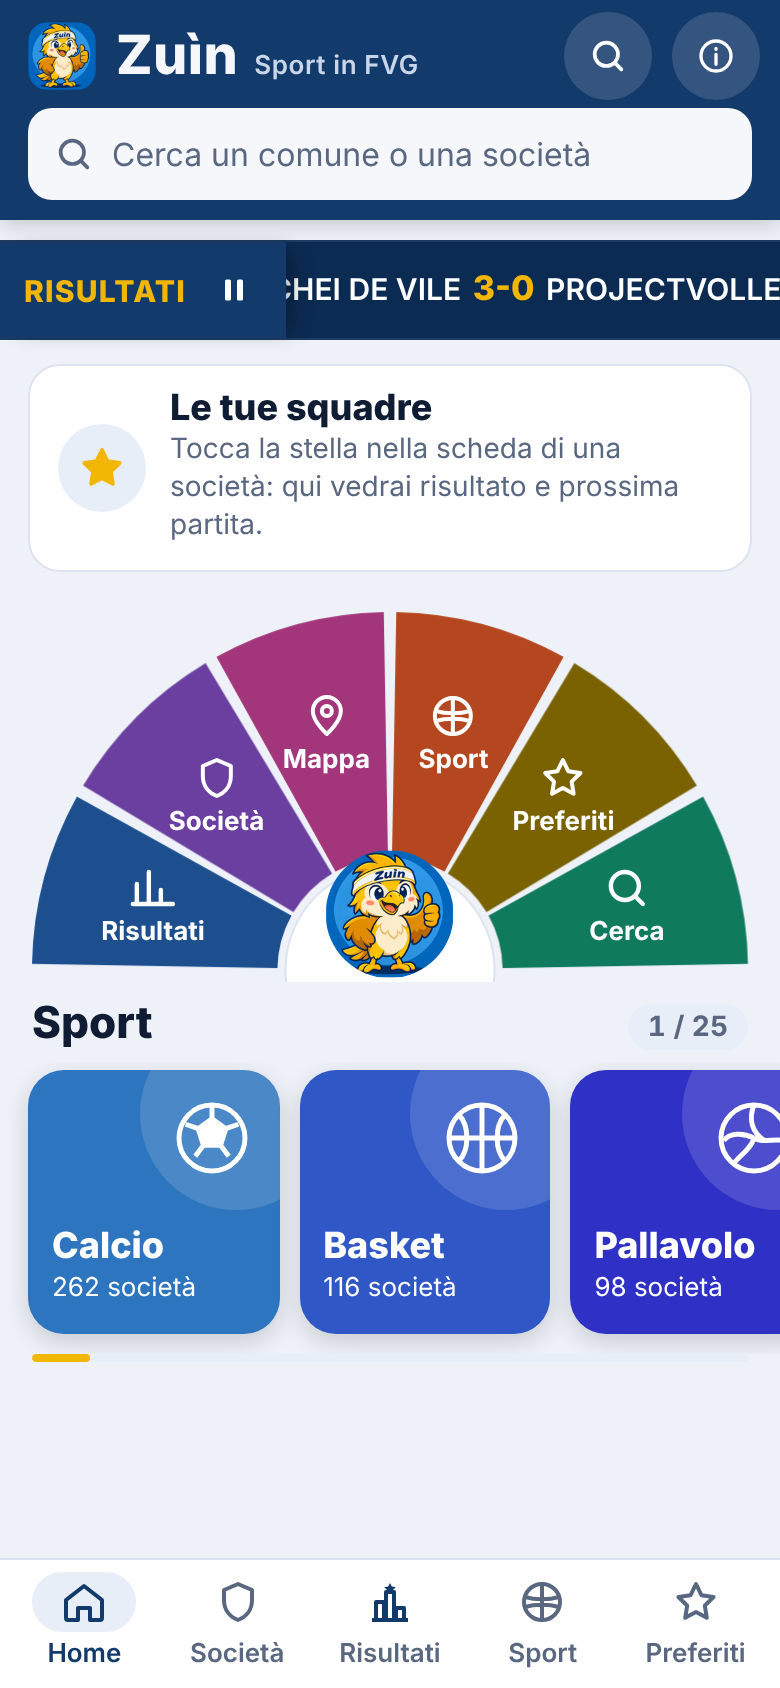 Zuìn Sport in FVG
Cerca un comune o una società
RISULTATI CHEI DE VILE 3-0 PROJECTVOLLE
Le tue squadre
Tocca la stella nella scheda di una
società: qui vedrai risultato e prossima
partita.
Mappa Sport
Società Preferiti
Risultati Cerca
Zuìn
Sport 1 / 25
Calcio Basket Pallavolo
262 società 116 società 98 società
Home Società Risultati Sport Preferiti